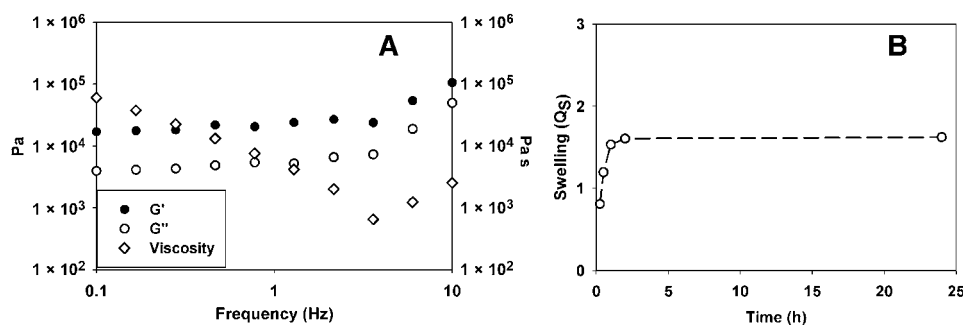 A
1 × 10⁶
1 × 10⁵
1 × 10⁴
1 × 10³
1 × 10²
Pa
1 × 10⁶
1 × 10⁵
1 × 10⁴
1 × 10³
1 × 10²
Pa s
G'
G''
Viscosity
0.1
1
10
Frequency (Hz)
B
3
2
1
0
Swelling (QS)
0
5
10
15
20
25
Time (h)